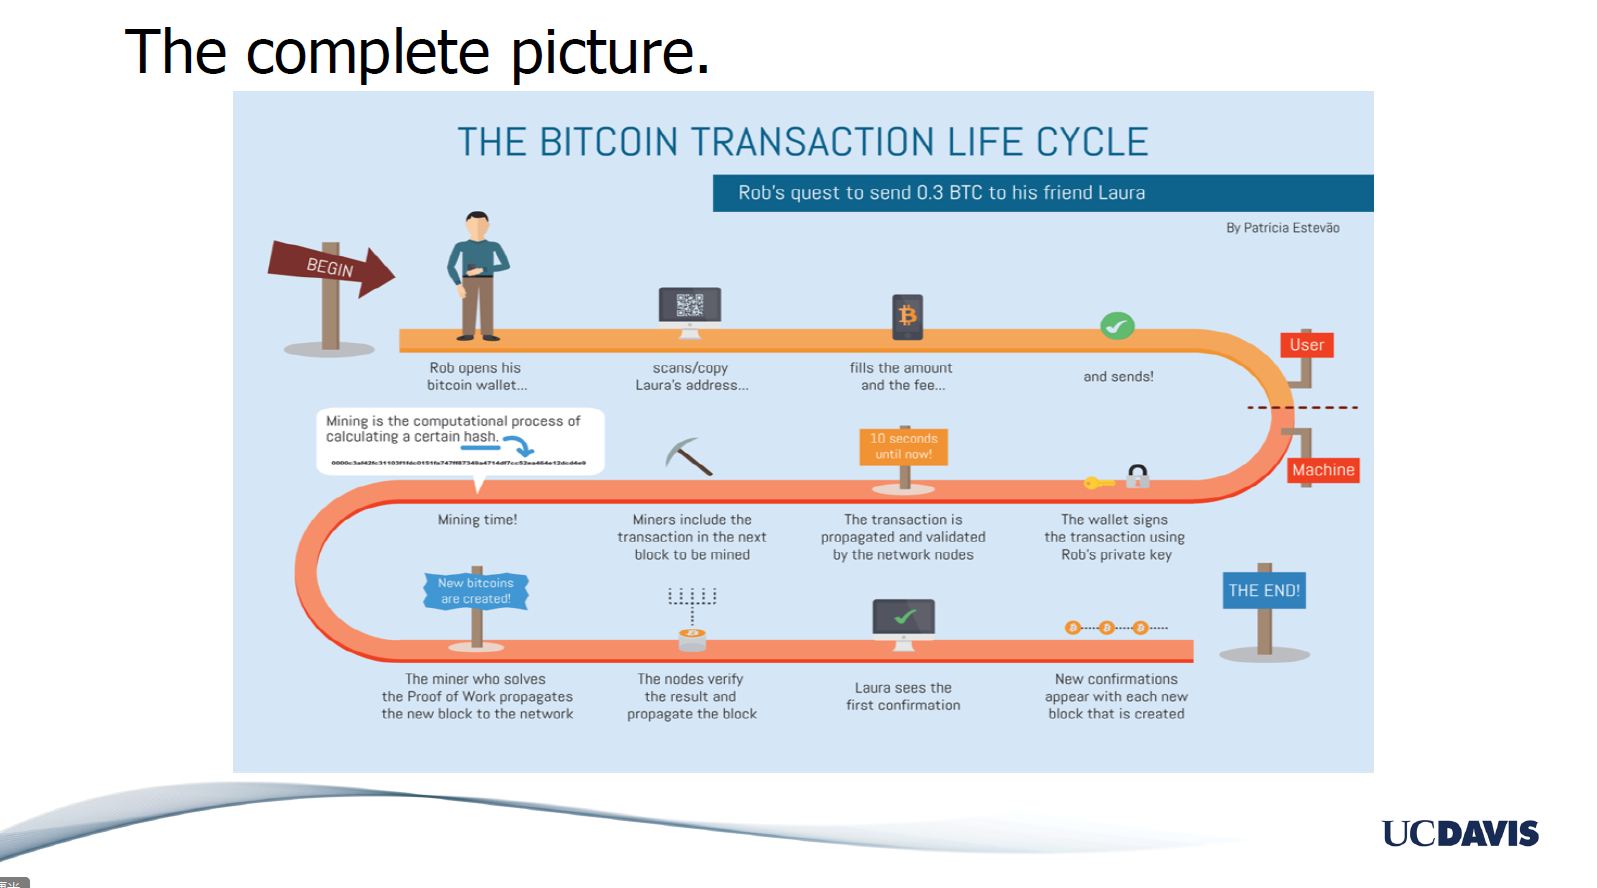 The complete picture.
THE BITCOIN TRANSACTION LIFE CYCLE
Rob's quest to send 0.3 BTC to his friend Laura
By Patrícia Estevão
BEGIN
Rob opens his
bitcoin wallet...
scans/copy
Laura's address...
fills the amount
and the fee...
and sends!
User
Machine
The wallet signs
the transaction using
Rob's private key
10 seconds
until now!
The transaction is
propagated and validated
by the network nodes
Miners include the
transaction in the next
block to be mined
Mining is the computational process of
calculating a certain hash.
Mining time!
New bitcoins
are created!
The miner who solves
the Proof of Work propagates
the new block to the network
The nodes verify
the result and
propagate the block
Laura sees the
first confirmation
New confirmations
appear with each new
block that is created
THE END!
UCDAVIS